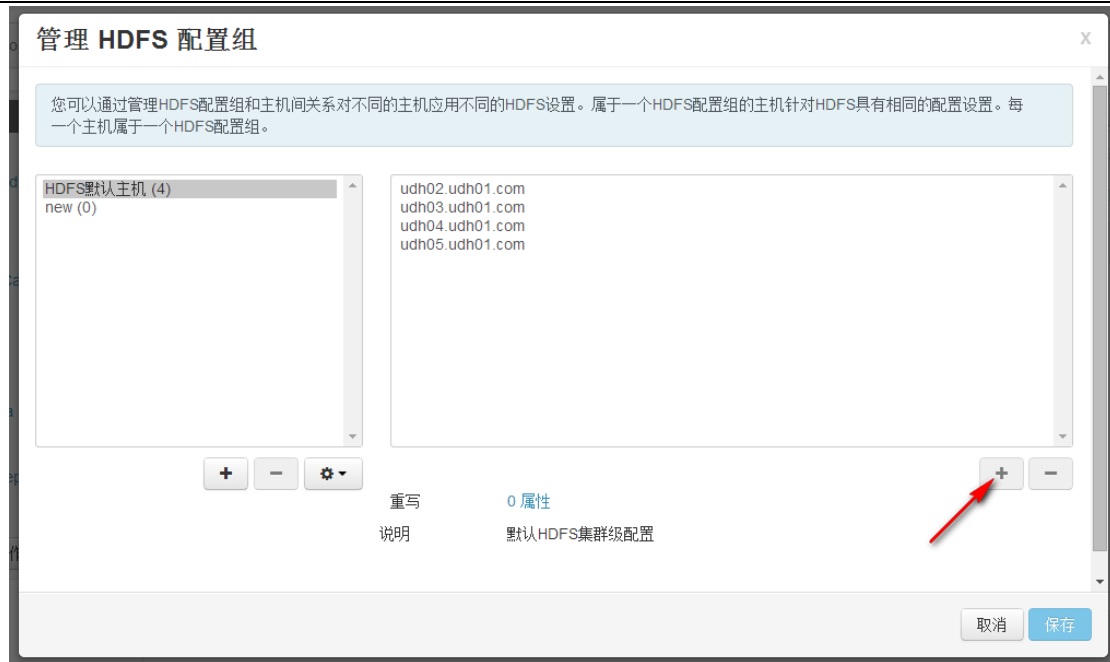 管理 HDFS 配置组
X
您可以通过管理HDFS配置组和主机间关系对不同的主机应用不同的HDFS设置。属于一个HDFS配置组的主机针对HDFS具有相同的配置设置。每
一个主机属于一个HDFS配置组。
HDFS默认主机 (4)
new (0)
udh02.udh01.com
udh03.udh01.com
udh04.udh01.com
udh05.udh01.com
重写 0 属性
说明 默认HDFS集群级配置
取消 保存